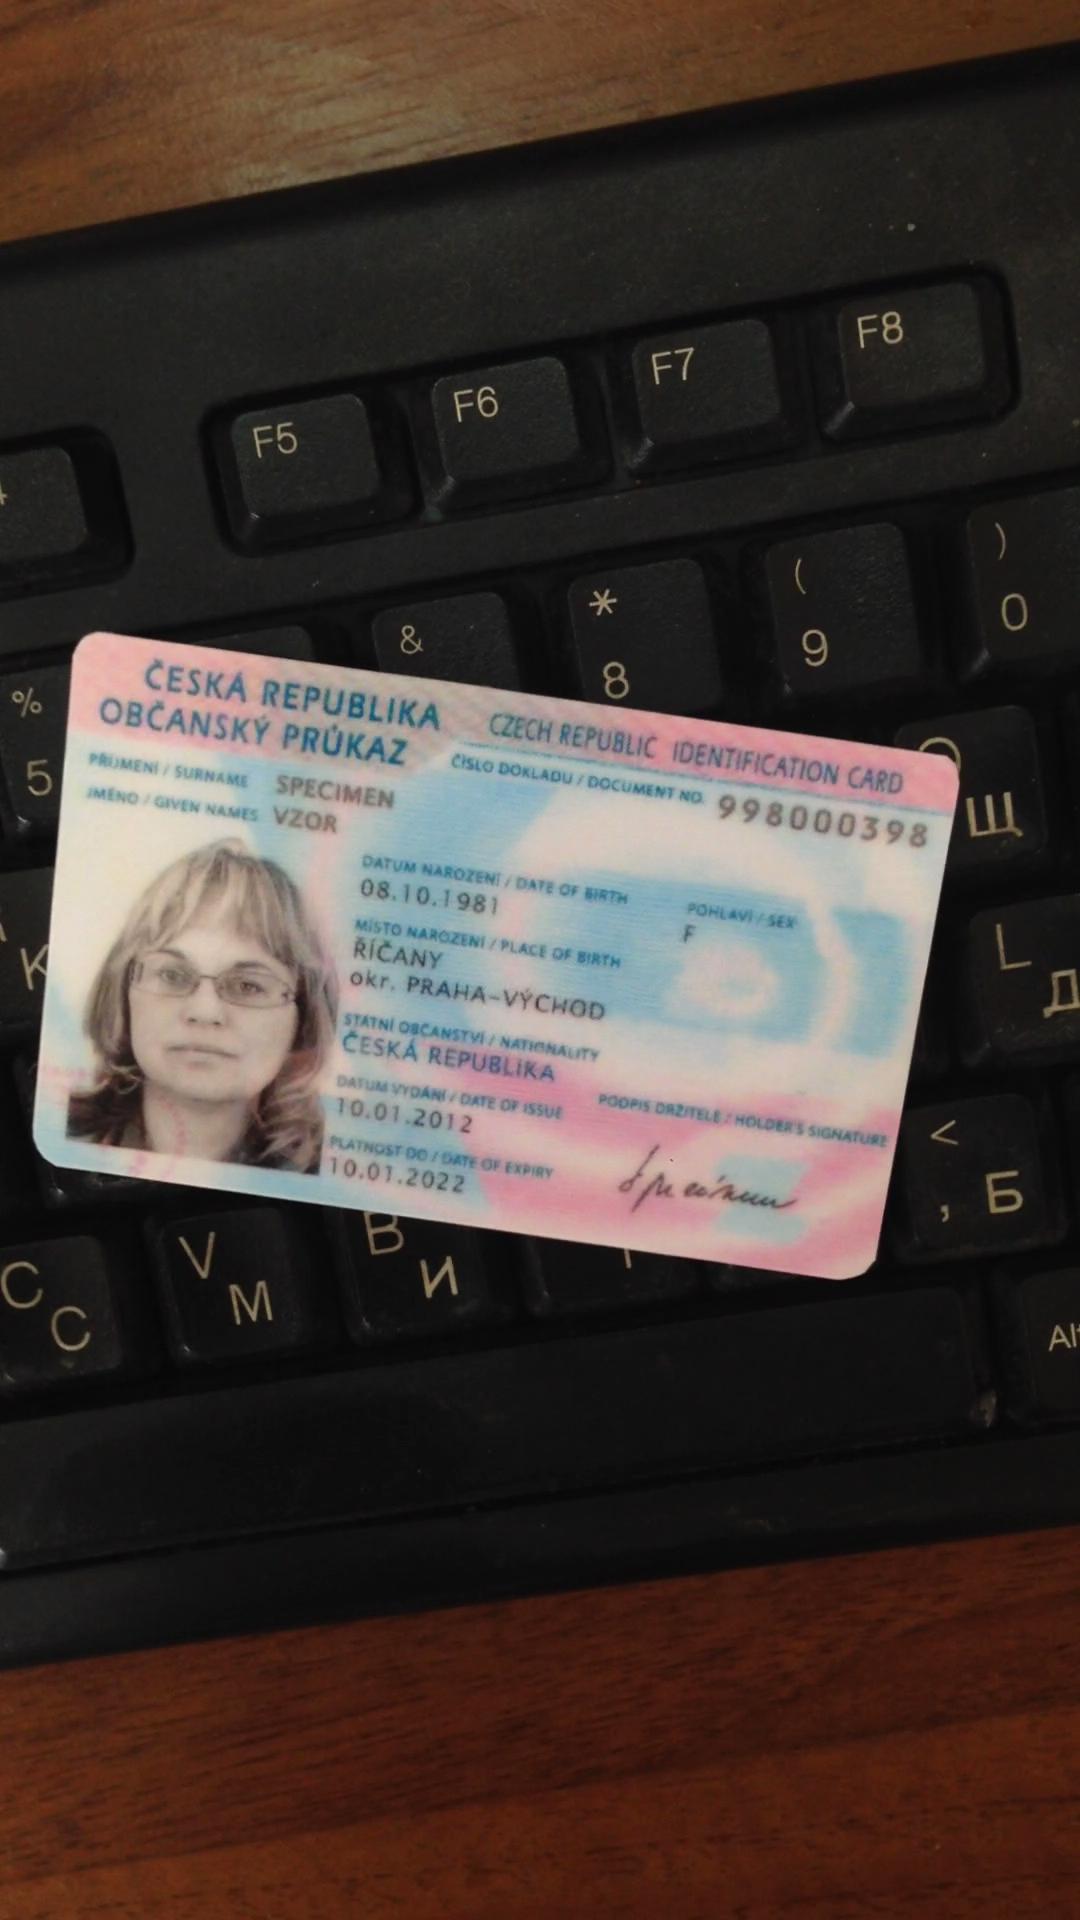 F5
F6
F7
F8
%
5
&
*
8
(
9
)
0
ČESKÁ REPUBLIKA
OBČANSKÝ PRŮKAZ
CZECH REPUBLIC IDENTIFICATION CARD
PŘÍJMENÍ / SURNAME SPECIMEN
JMÉNO / GIVEN NAMES VZOR
ČÍSLO DOKLADU / DOCUMENT NO. 998000398
DATUM NAROZENÍ / DATE OF BIRTH
08.10.1981
POHLAVÍ / SEX
F
MÍSTO NAROZENÍ / PLACE OF BIRTH
ŘÍČANY
okr. PRAHA-VÝCHOD
STÁTNÍ OBČANSTVÍ / NATIONALITY
ČESKÁ REPUBLIKA
DATUM VYDÁNÍ / DATE OF ISSUE
10.01.2012
PODPIS DRŽITELE / HOLDER'S SIGNATURE
PLATNOST DO / DATE OF EXPIRY
10.01.2022
Specimen
Щ
К
L
Д
<
, Б
C
С
V
М
B
И
Alt